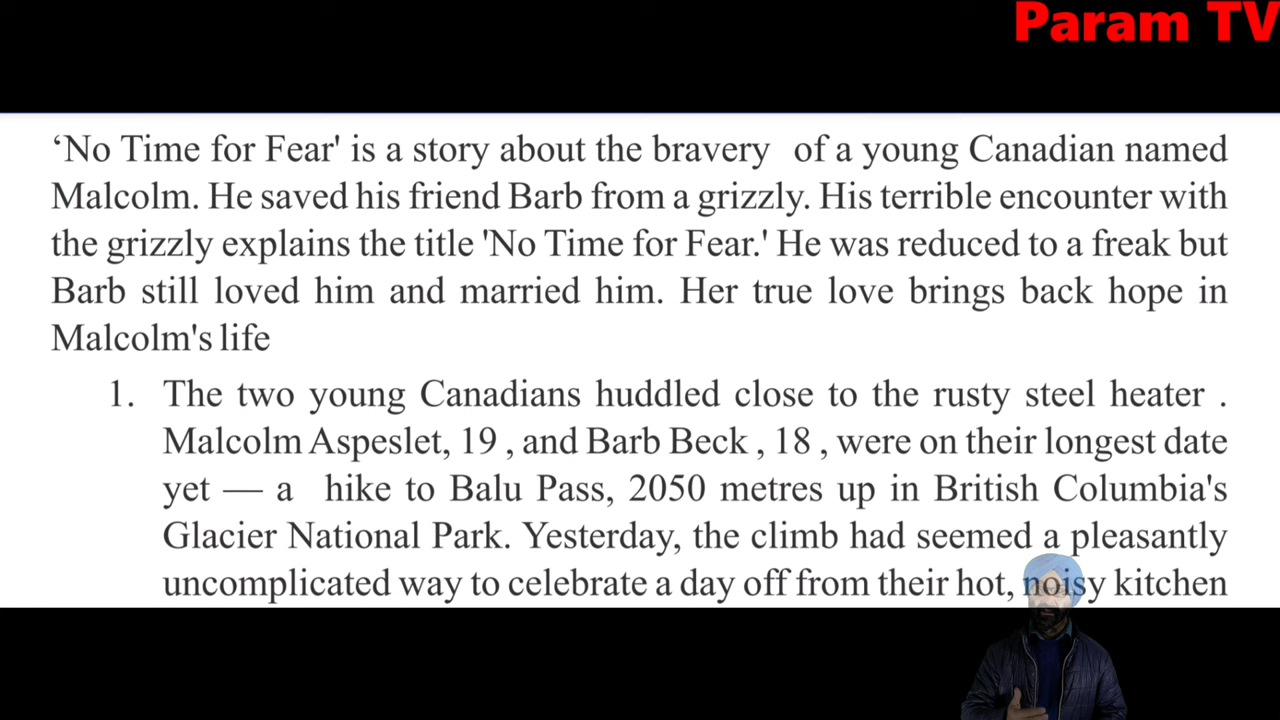 Param TV
‘No Time for Fear' is a story about the bravery of a young Canadian named
Malcolm. He saved his friend Barb from a grizzly. His terrible encounter with
the grizzly explains the title 'No Time for Fear.' He was reduced to a freak but
Barb still loved him and married him. Her true love brings back hope in
Malcolm's life
1. The two young Canadians huddled close to the rusty steel heater .
Malcolm Aspeslet, 19 , and Barb Beck , 18 , were on their longest date
yet — a hike to Balu Pass, 2050 metres up in British Columbia's
Glacier National Park. Yesterday, the climb had seemed a pleasantly
uncomplicated way to celebrate a day off from their hot, noisy kitchen